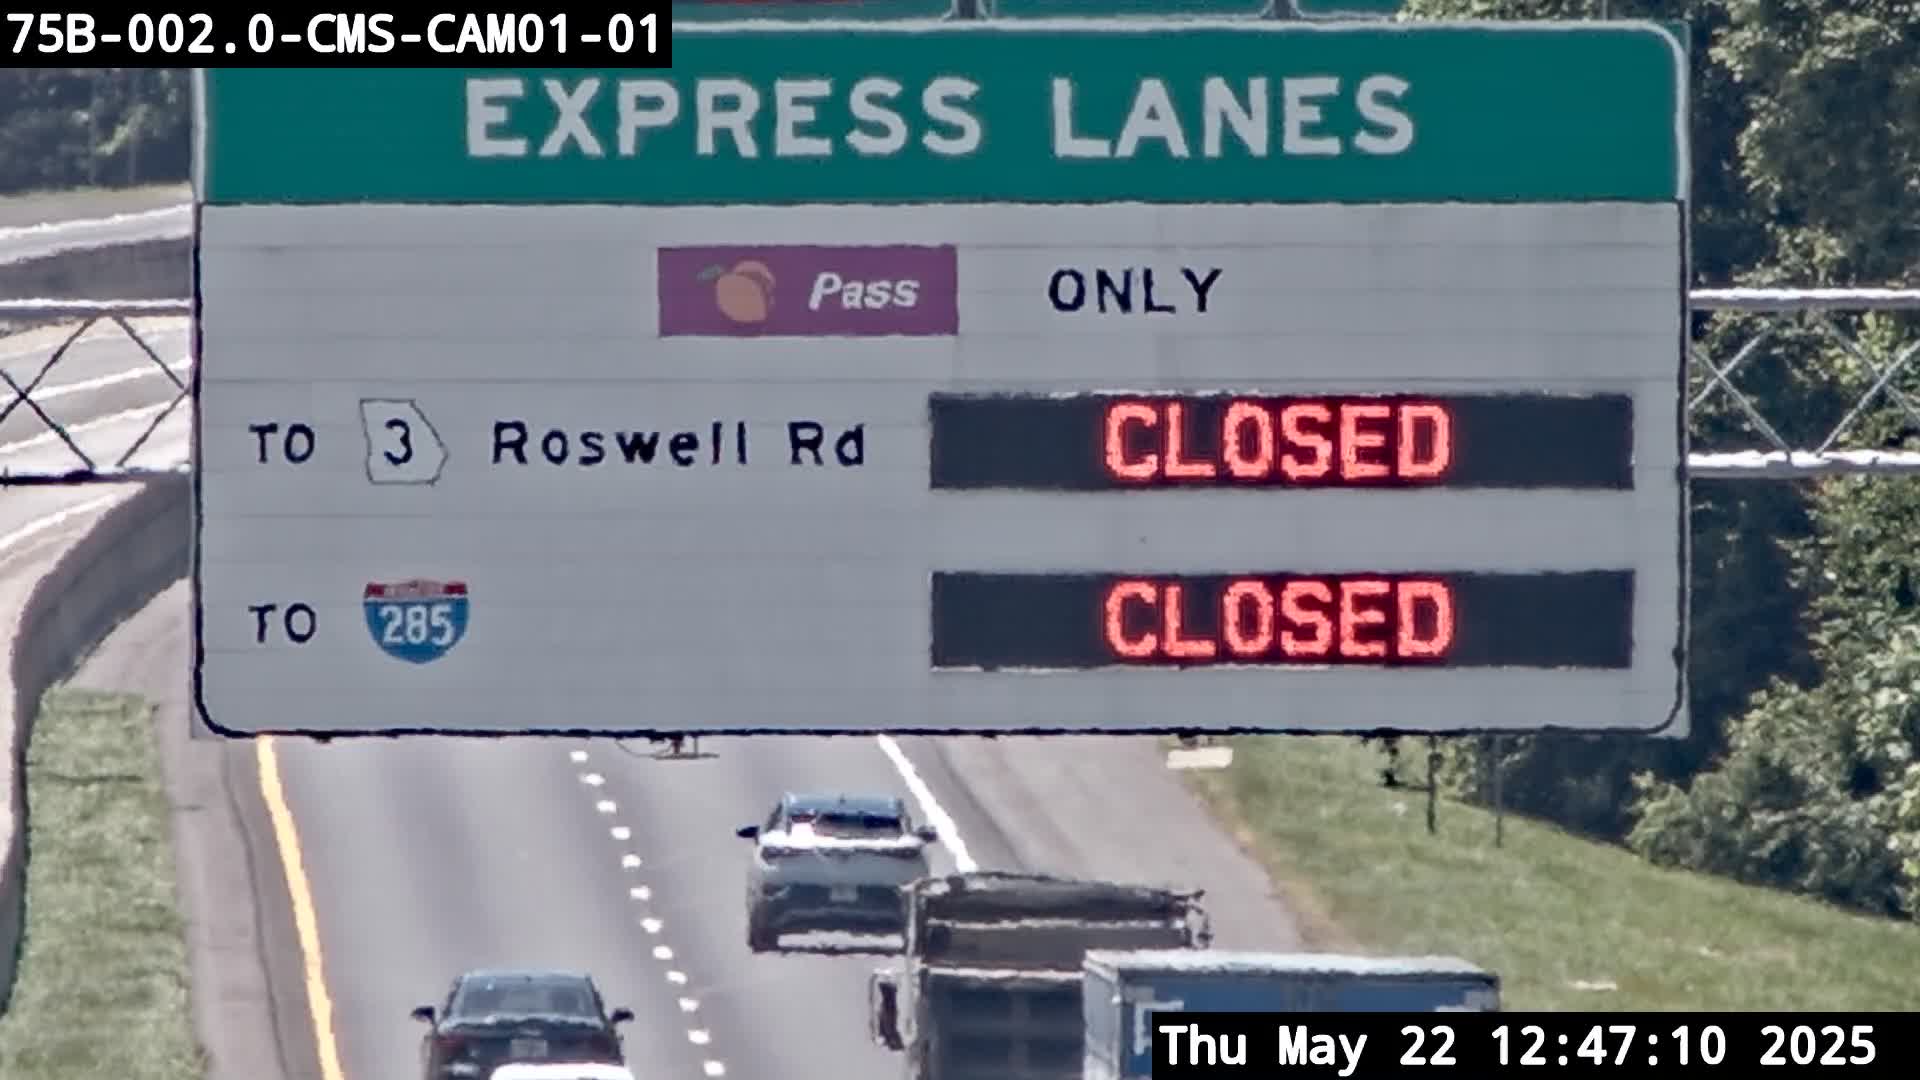 75B-002.0-CMS-CAM01-01
EXPRESS LANES
Pass ONLY
TO 3 Roswell Rd CLOSED
TO 285 CLOSED
Thu May 22 12:47:10 2025